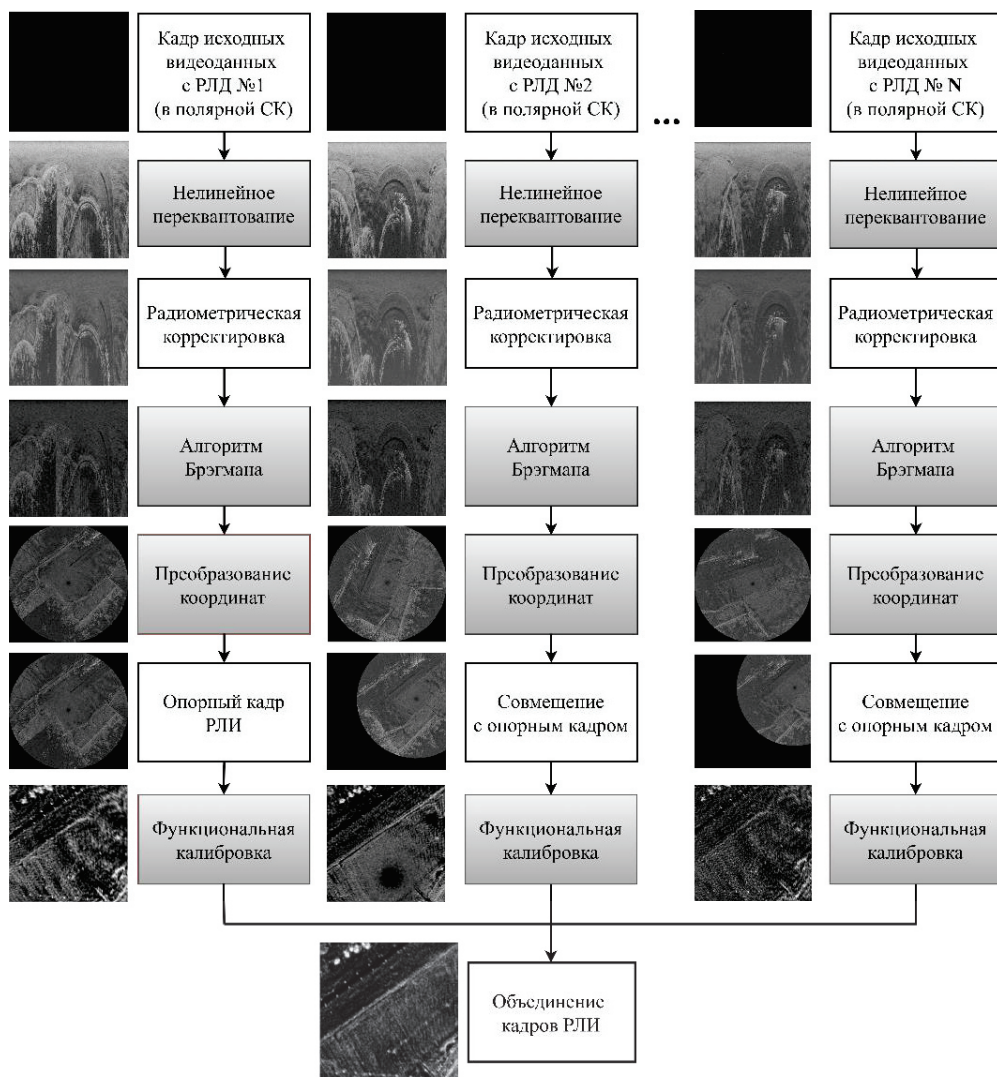 Кадр исходных
видеоданных
с РЛД №1
(в полярной СК)
Кадр исходных
видеоданных
с РЛД №2
(в полярной СК)
...
Кадр исходных
видеоданных
с РЛД № N
(в полярной СК)
Нелинейное
переквантование
Нелинейное
переквантование
Нелинейное
переквантование
Радиометрическая
корректировка
Радиометрическая
корректировка
Радиометрическая
корректировка
Алгоритм
Брэгмана
Алгоритм
Брэгмана
Алгоритм
Брэгмана
Преобразование
координат
Преобразование
координат
Преобразование
координат
Опорный кадр
РЛИ
Совмещение
с опорным кадром
Совмещение
с опорным кадром
Функциональная
калибровка
Функциональная
калибровка
Функциональная
калибровка
Объединение
кадров РЛИ